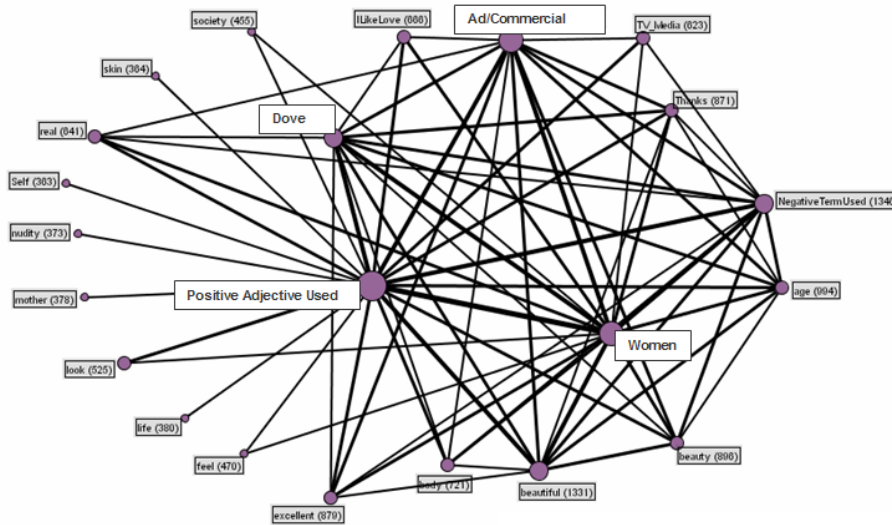 Ad/Commercial
society (455)
ILikeLove (666)
TV_Media (623)
skin (364)
Thanks (871)
real (641)
Dove
Self (363)
NegativeTermUsed (1340
nudity (373)
mother (378)
Positive Adjective Used
age (994)
Women
look (525)
life (380)
feel (470)
beauty (896)
body (721)
beautiful (1331)
excellent (879)